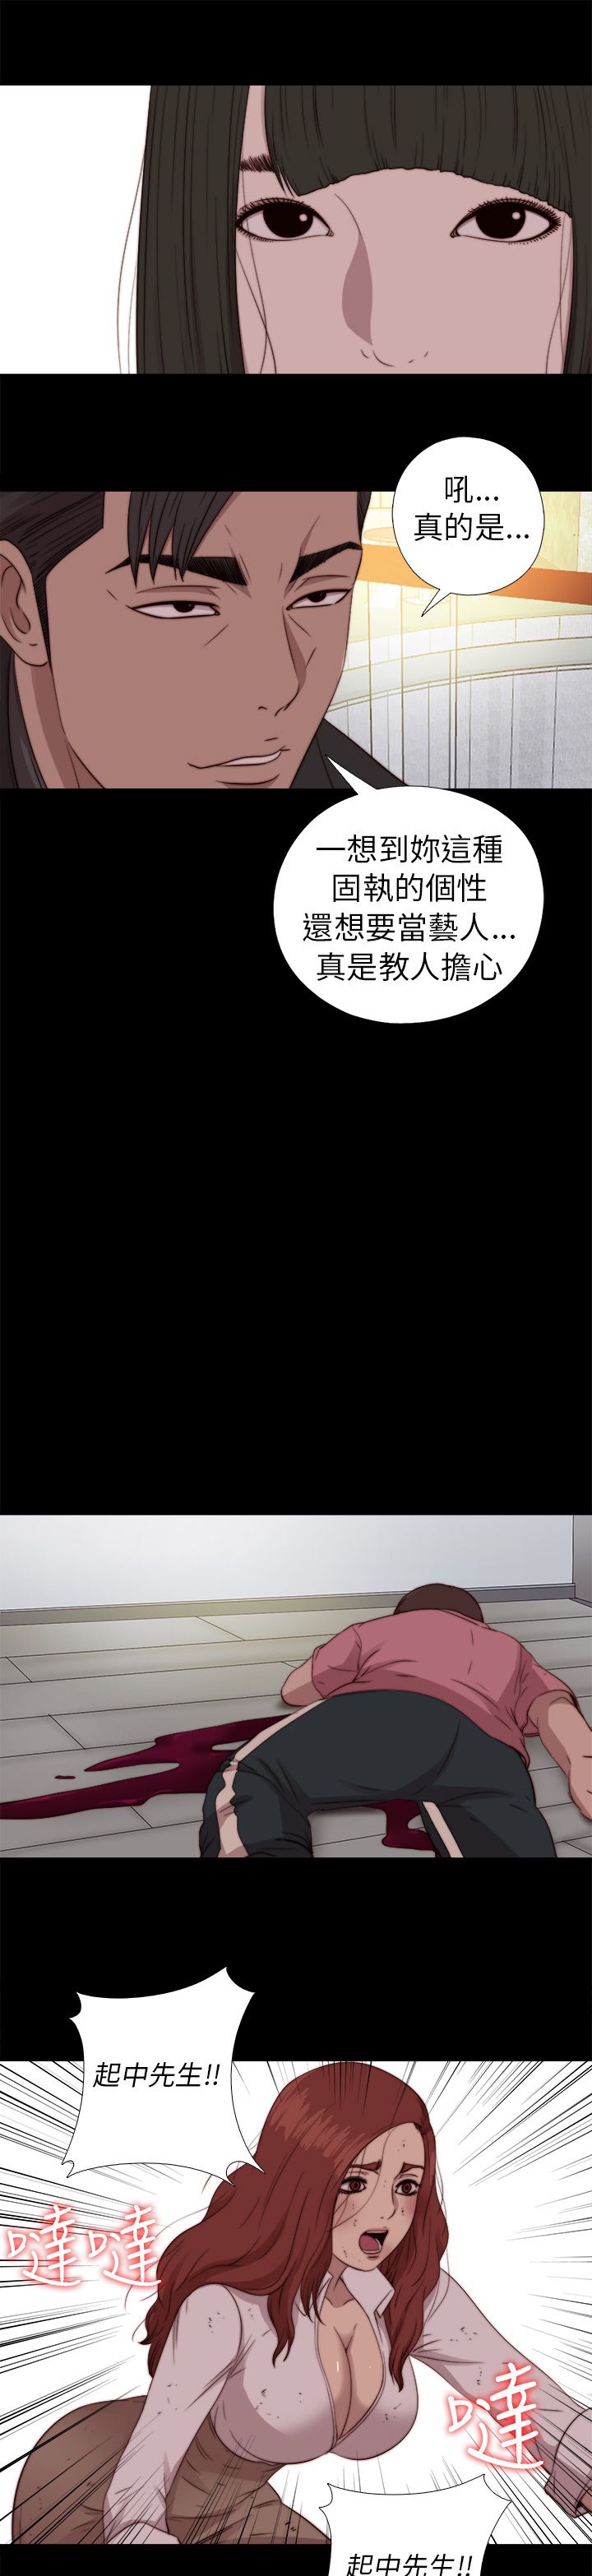 吼...
真的是...
一想到妳這種
固執的個性
還想要當藝人...
真是教人擔心
起中先生!!
噠噠
噠
起中先生!!